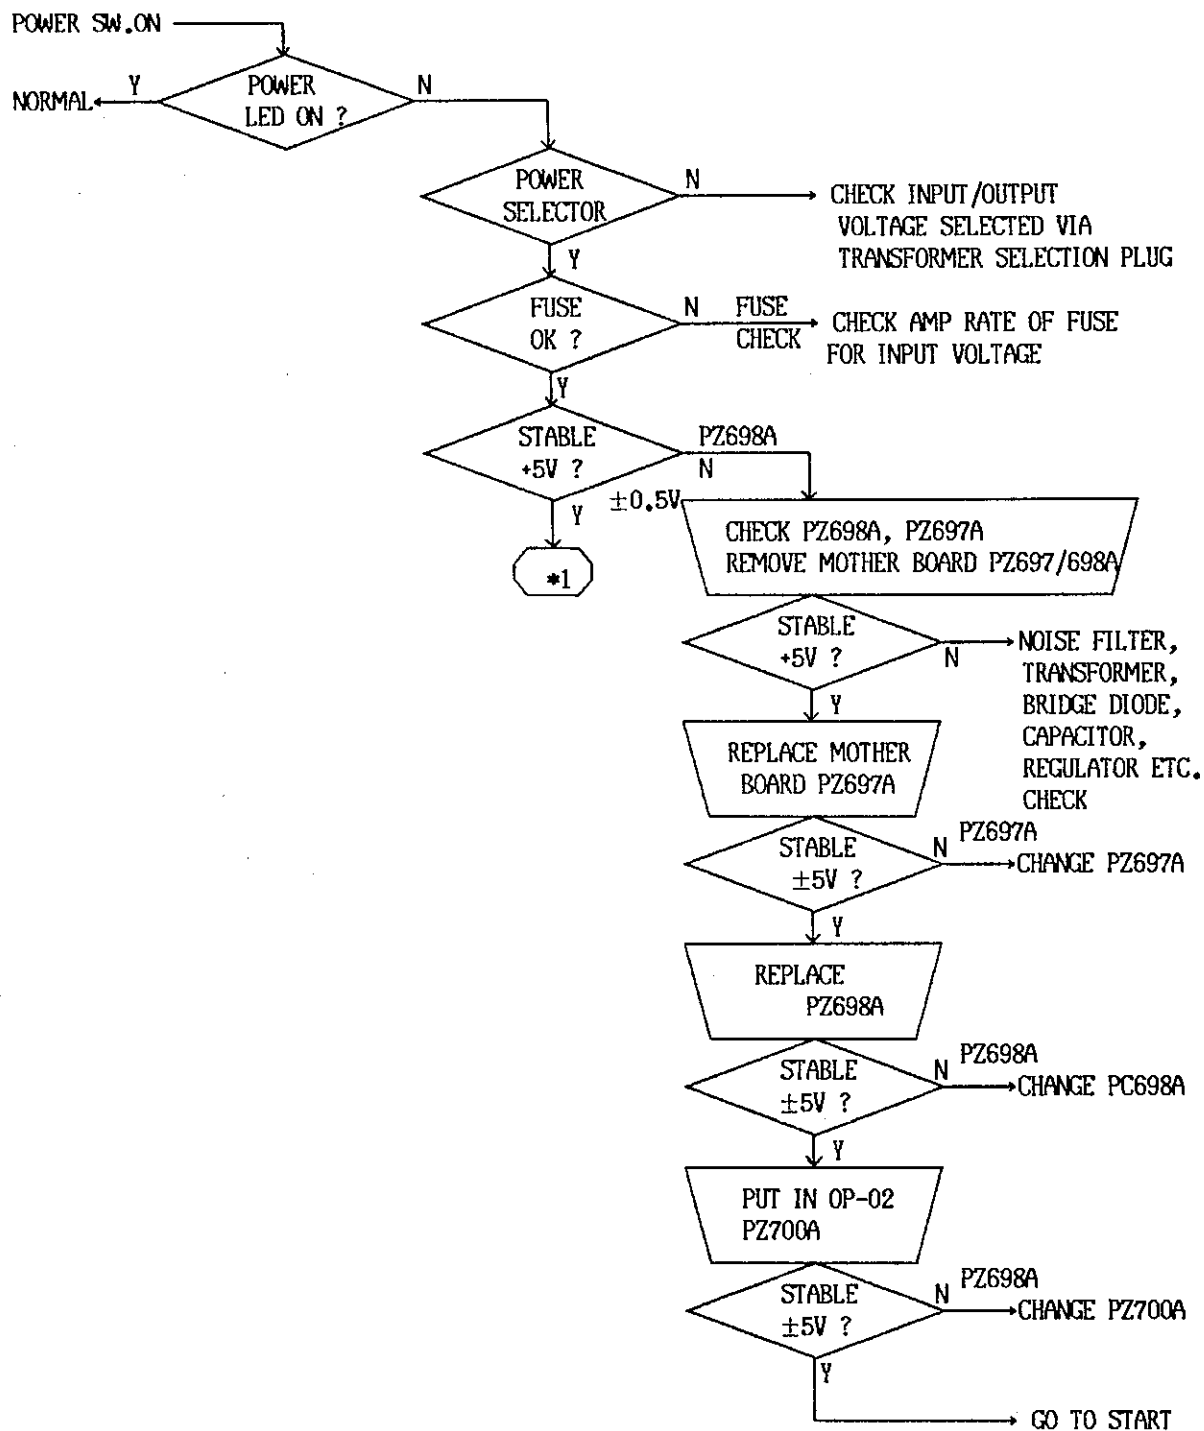 POWER SW.ON
POWER
LED ON ?
Y
N
NORMAL
POWER
SELECTOR
N
CHECK INPUT/OUTPUT
VOLTAGE SELECTED VIA
TRANSFORMER SELECTION PLUG
Y
FUSE
OK ?
N
FUSE
CHECK
CHECK AMP RATE OF FUSE
FOR INPUT VOLTAGE
Y
STABLE
+5V ?
PZ698A
N
±0.5V
Y
*1
CHECK PZ698A, PZ697A
REMOVE MOTHER BOARD PZ697/698A
STABLE
+5V ?
N
NOISE FILTER,
TRANSFORMER,
BRIDGE DIODE,
CAPACITOR,
REGULATOR ETC.
CHECK
Y
REPLACE MOTHER
BOARD PZ697A
STABLE
±5V ?
N
PZ697A
CHANGE PZ697A
Y
REPLACE
PZ698A
STABLE
±5V ?
N
PZ698A
CHANGE PC698A
Y
PUT IN OP-02
PZ700A
STABLE
±5V ?
N
PZ698A
CHANGE PZ700A
Y
GO TO START